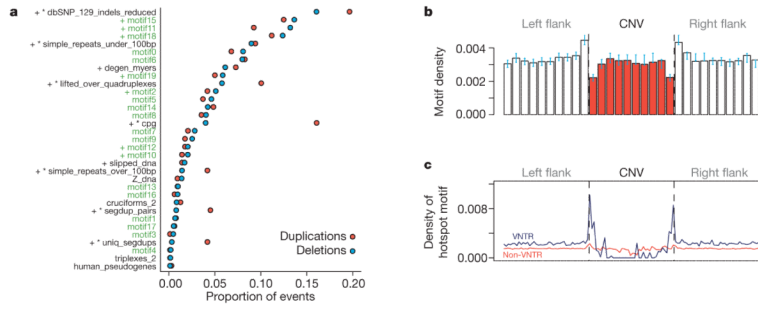 a
+ * dbSNP_129_indels_reduced
+ motif15
+ motif11
+ motif18
+ * simple_repeats_under_100bp
motif0
motif6
+ degen_myers
+ motif19
+ * lifted_over_quadruplexes
+ motif2
motif5
motif14
motif8
+ * cpg
motif7
motif9
+ motif12
+ motif10
+ slipped_dna
+ * simple_repeats_over_100bp
Z_dna
motif13
motif16
cruciforms_2
+ * segdup_pairs
motif1
motif17
motif3
+ * uniq_segdups
motif4
triplexes_2
human_pseudogenes
Duplications
Deletions
0.00 0.05 0.10 0.15 0.20
Proportion of events
b
Left flank CNV Right flank
Motif density
0.004
0.002
0.000
c
Left flank CNV Right flank
Density of
hotspot motif
0.008
0.000
VNTR
Non-VNTR